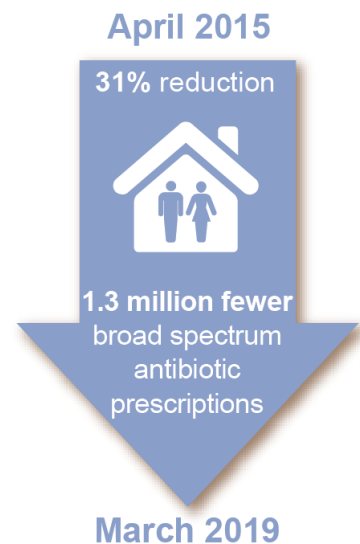 April 2015
31% reduction
1.3 million fewer
broad spectrum
antibiotic
prescriptions
March 2019